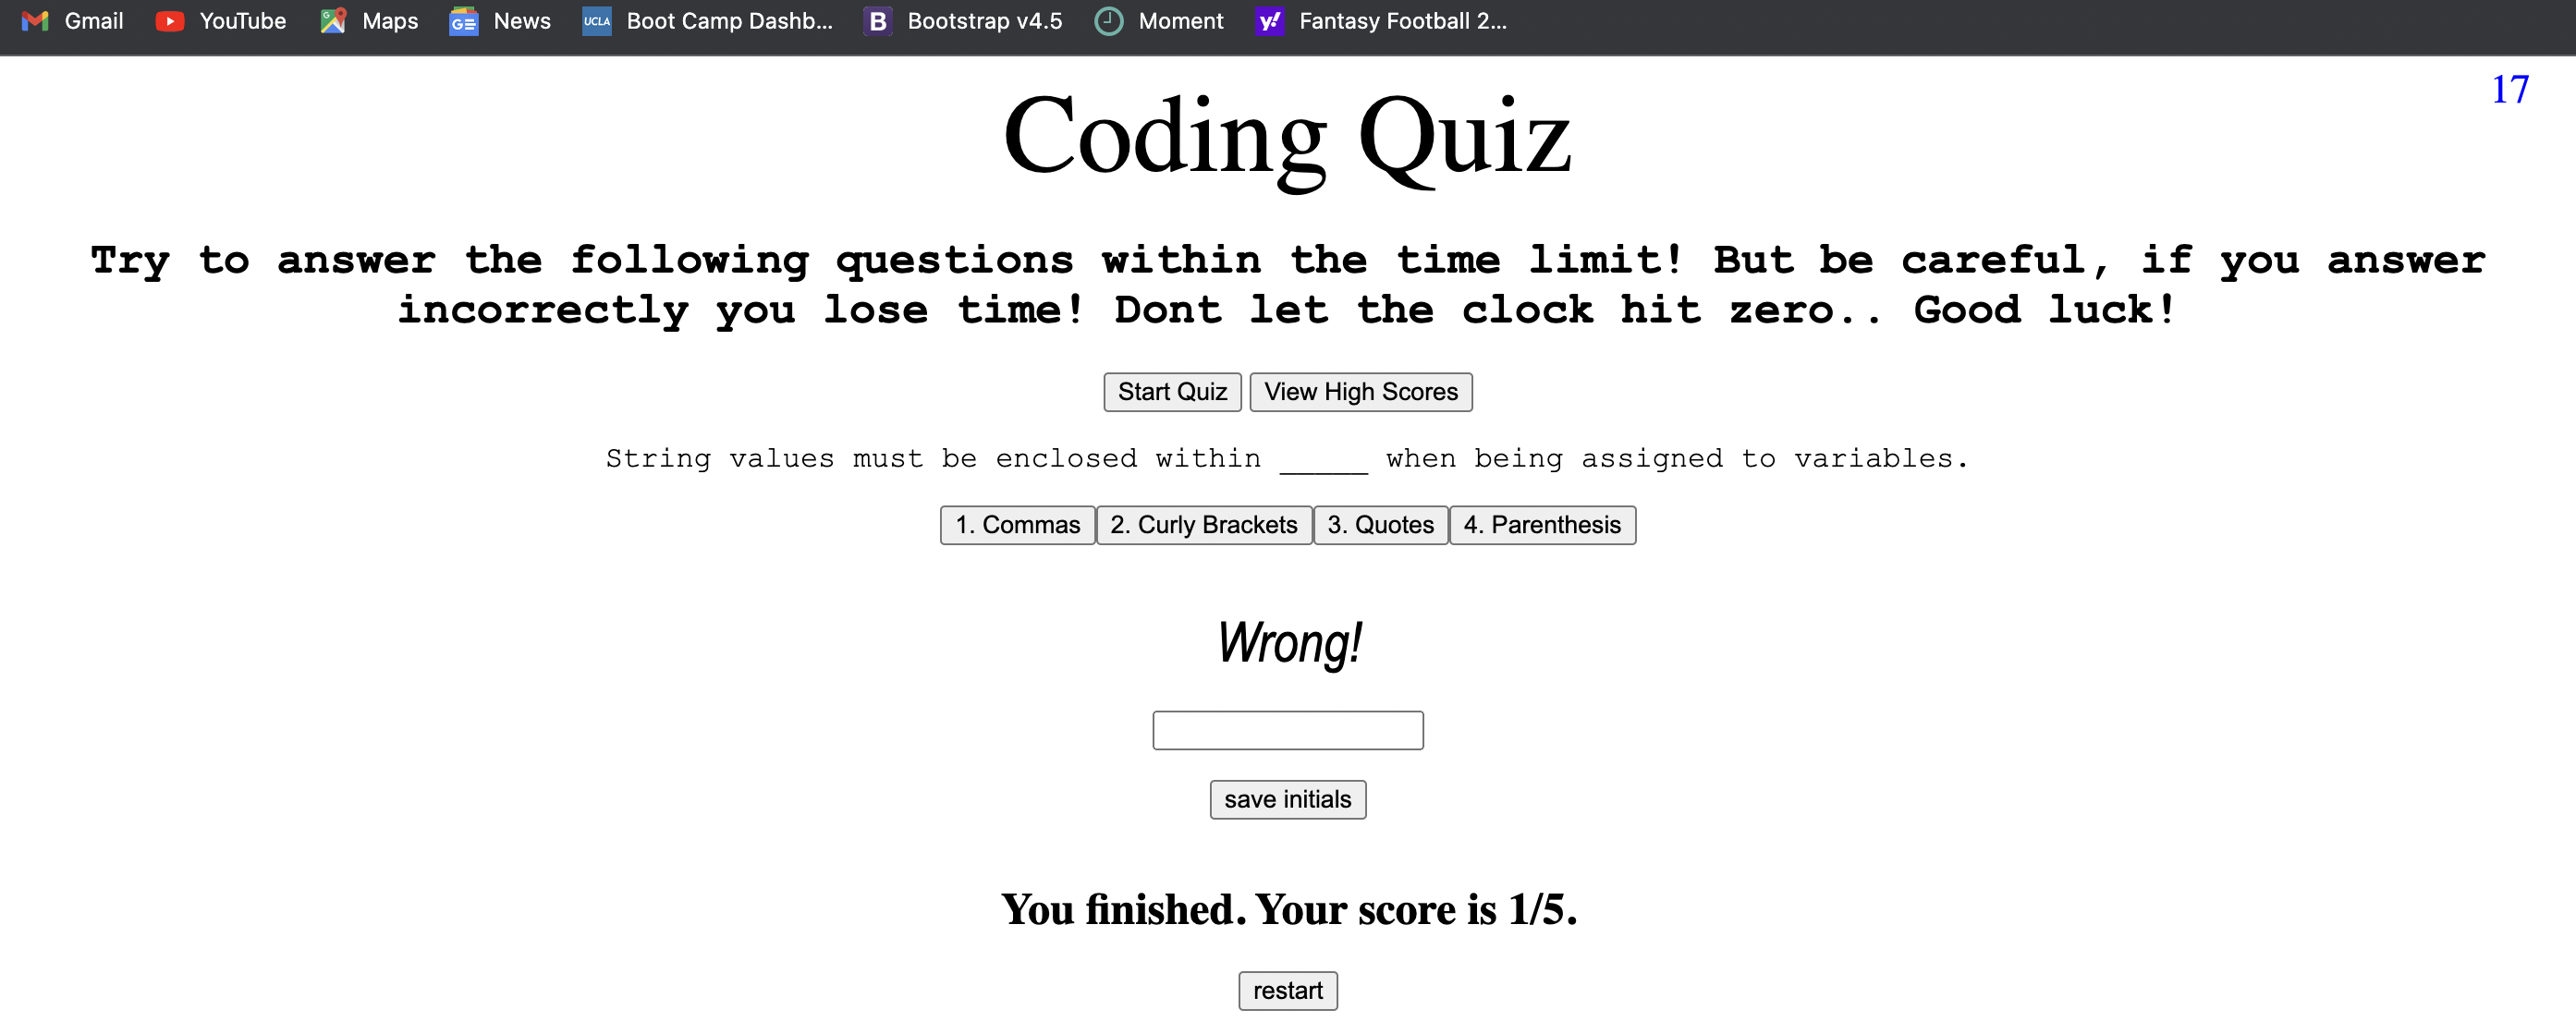 Gmail YouTube Maps GE News UCLA Boot Camp Dashb... B Bootstrap v4.5 Moment y! Fantasy Football 2...
17
Coding Quiz
Try to answer the following questions within the time limit! But be careful, if you answer
incorrectly you lose time! Dont let the clock hit zero.. Good luck!
Start Quiz View High Scores
String values must be enclosed within _____ when being assigned to variables.
1. Commas 2. Curly Brackets 3. Quotes 4. Parenthesis
Wrong!
save initials
You finished. Your score is 1/5.
restart